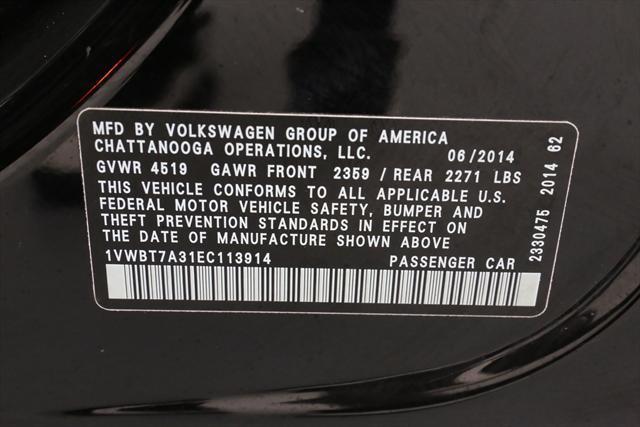 MFD BY VOLKSWAGEN GROUP OF AMERICA
CHATTANOOGA OPERATIONS, LLC. 06/2014
GVWR 4519 GAWR FRONT 2359 / REAR 2271 LBS
THIS VEHICLE CONFORMS TO ALL APPLICABLE U.S.
FEDERAL MOTOR VEHICLE SAFETY, BUMPER AND
THEFT PREVENTION STANDARDS IN EFFECT ON
THE DATE OF MANUFACTURE SHOWN ABOVE
1VWBT7A31EC113914 PASSENGER CAR
2330475 2014 62